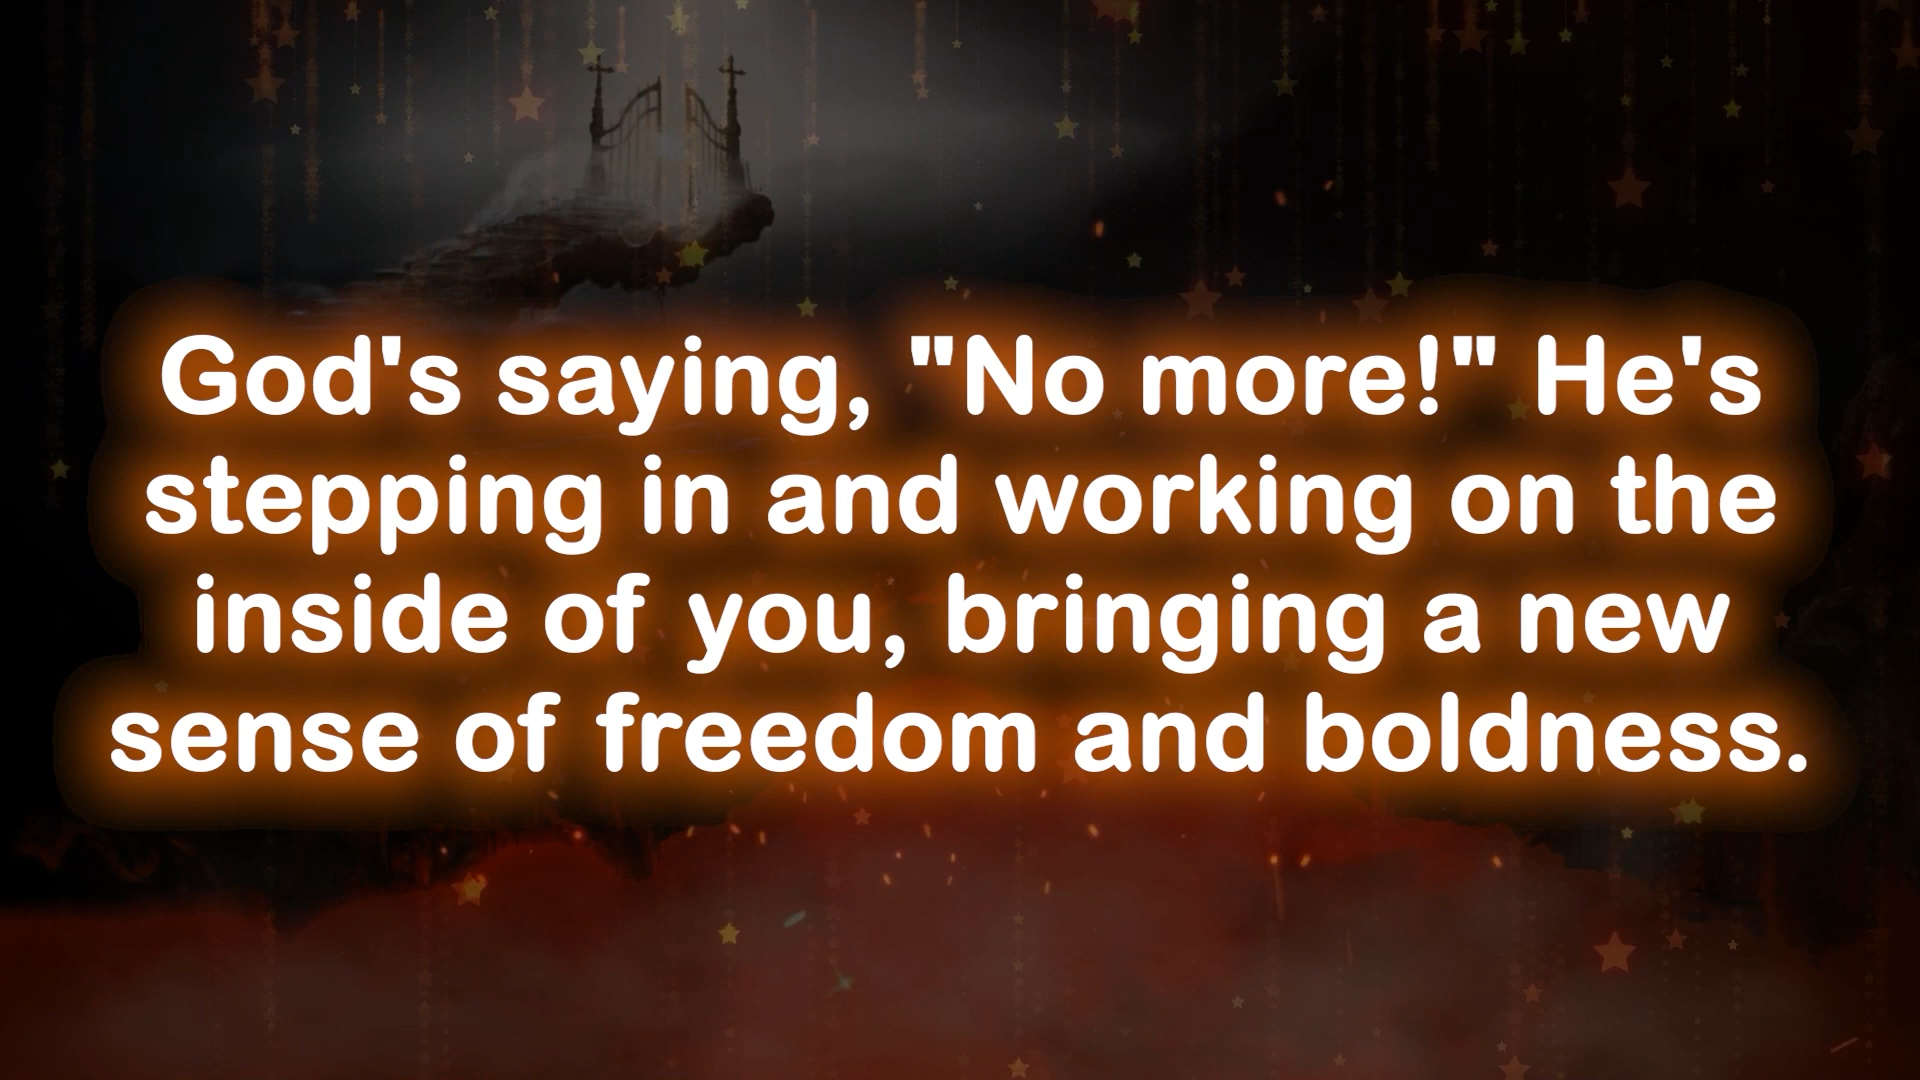 God's saying, "No more!" He's
stepping in and working on the
inside of you, bringing a new
sense of freedom and boldness.